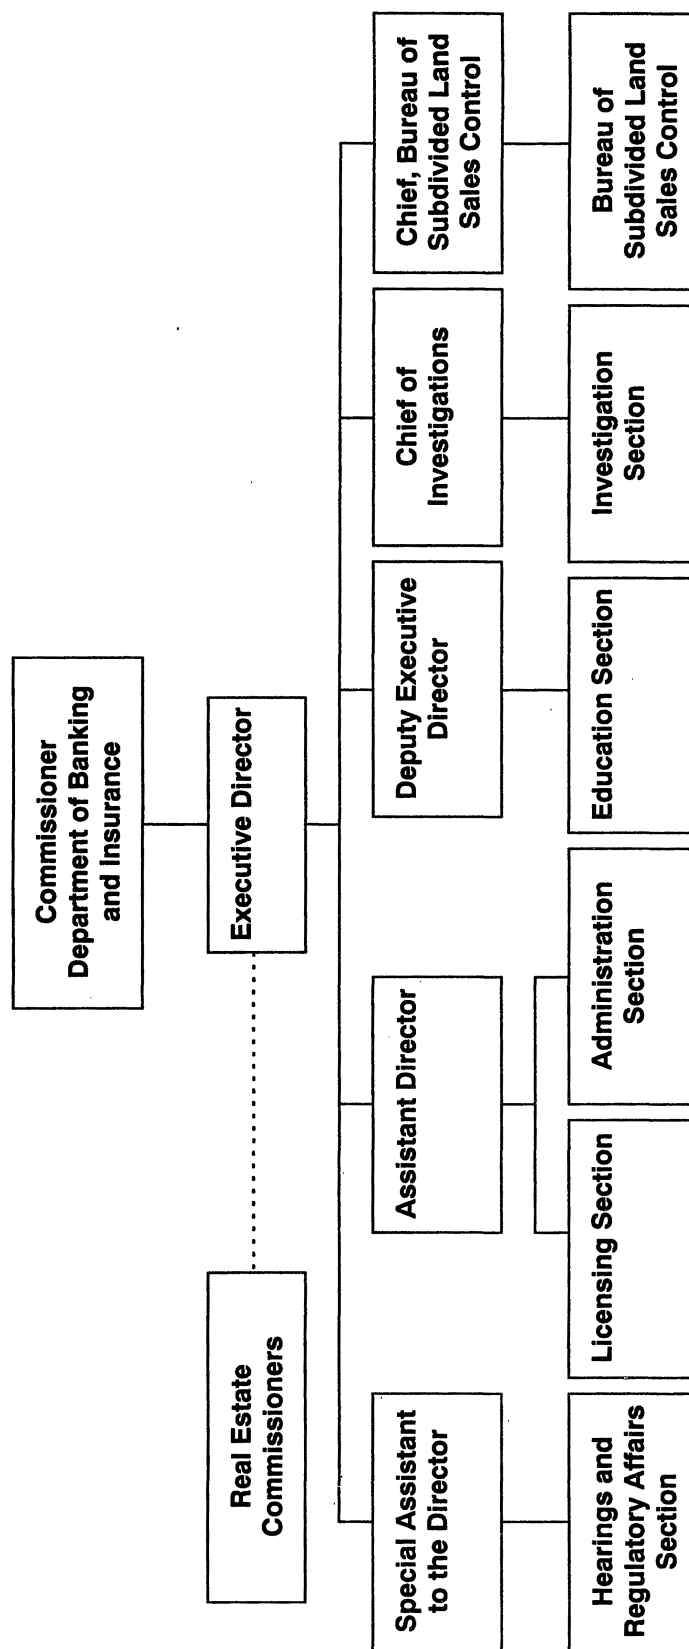 Commissioner
Department of Banking
and Insurance
Real Estate
Commissioners
Executive Director
Special Assistant
to the Director
Assistant Director
Deputy Executive
Director
Chief of
Investigations
Chief, Bureau of
Subdivided Land
Sales Control
Hearings and
Regulatory Affairs
Section
Licensing Section
Administration
Section
Education Section
Investigation
Section
Bureau of
Subdivided Land
Sales Control